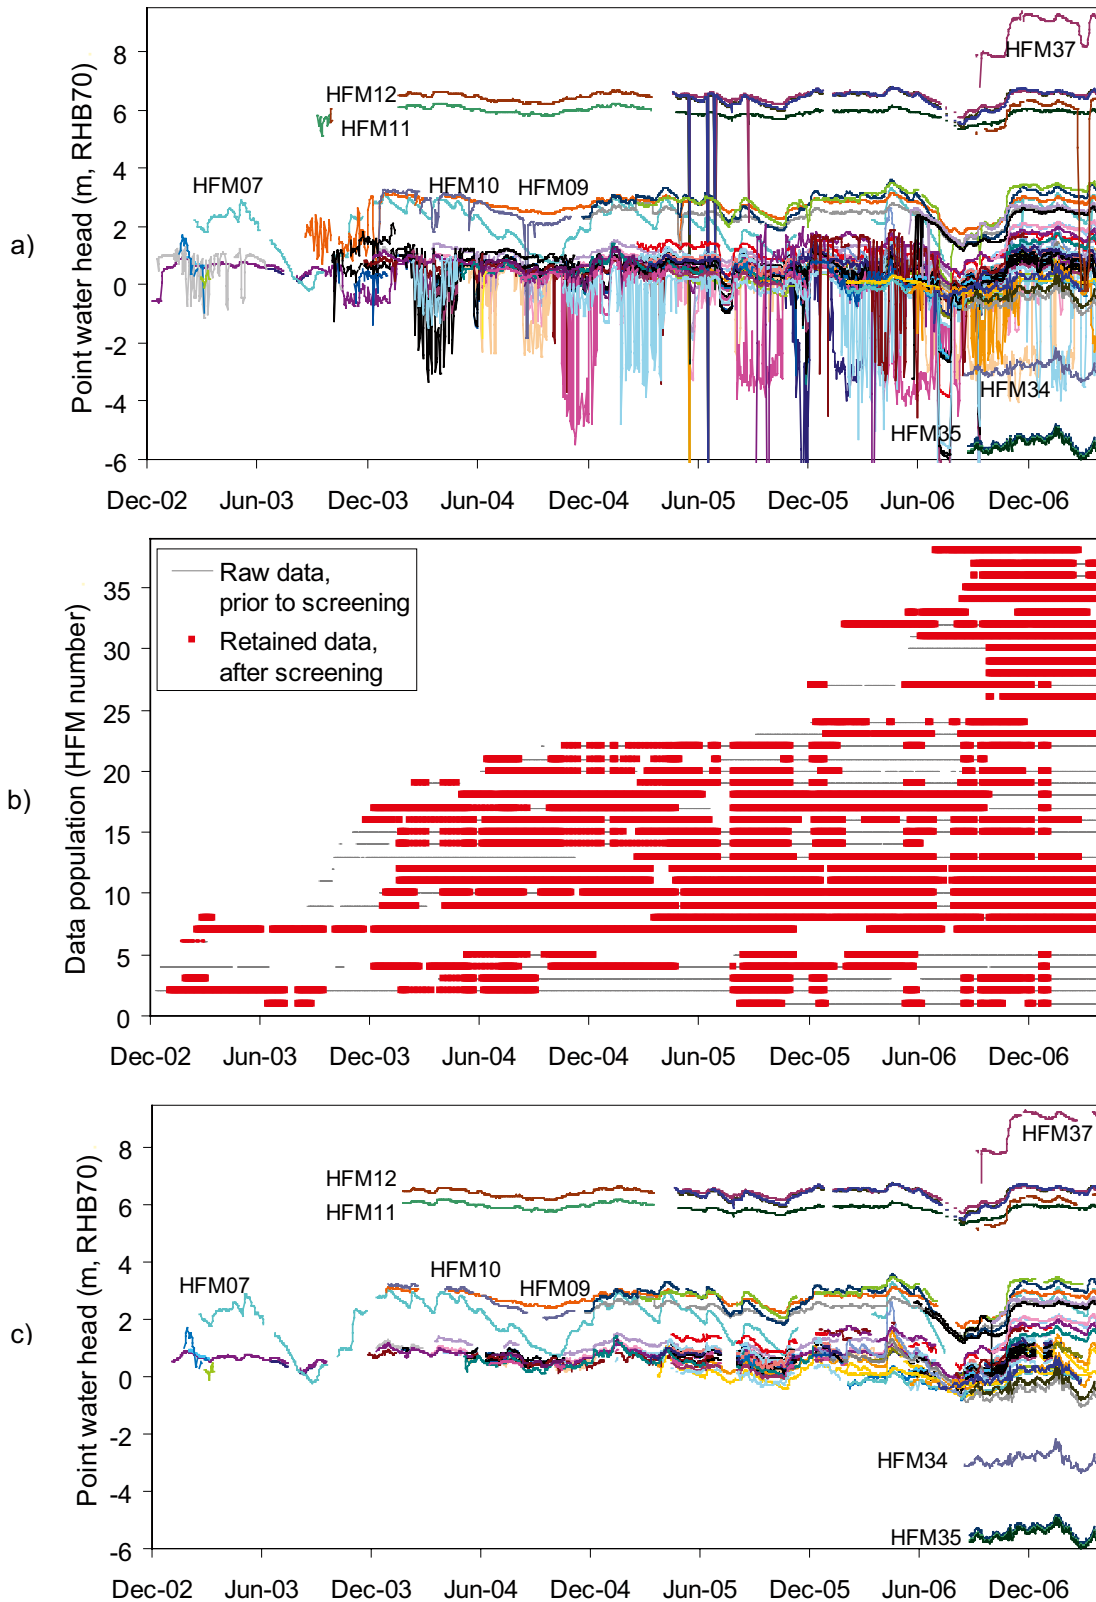 a)
Point water head (m, RHB70)
8
6
4
2
0
-2
-4
-6
HFM37
HFM12
HFM11
HFM07
HFM10
HFM09
HFM34
HFM35
Dec-02 Jun-03 Dec-03 Jun-04 Dec-04 Jun-05 Dec-05 Jun-06 Dec-06
b)
Data population (HFM number)
35
30
25
20
15
10
5
0
Raw data,
prior to screening
Retained data,
after screening
Dec-02 Jun-03 Dec-03 Jun-04 Dec-04 Jun-05 Dec-05 Jun-06 Dec-06
c)
Point water head (m, RHB70)
8
6
4
2
0
-2
-4
-6
HFM37
HFM12
HFM11
HFM07
HFM10
HFM09
HFM34
HFM35
Dec-02 Jun-03 Dec-03 Jun-04 Dec-04 Jun-05 Dec-05 Jun-06 Dec-06